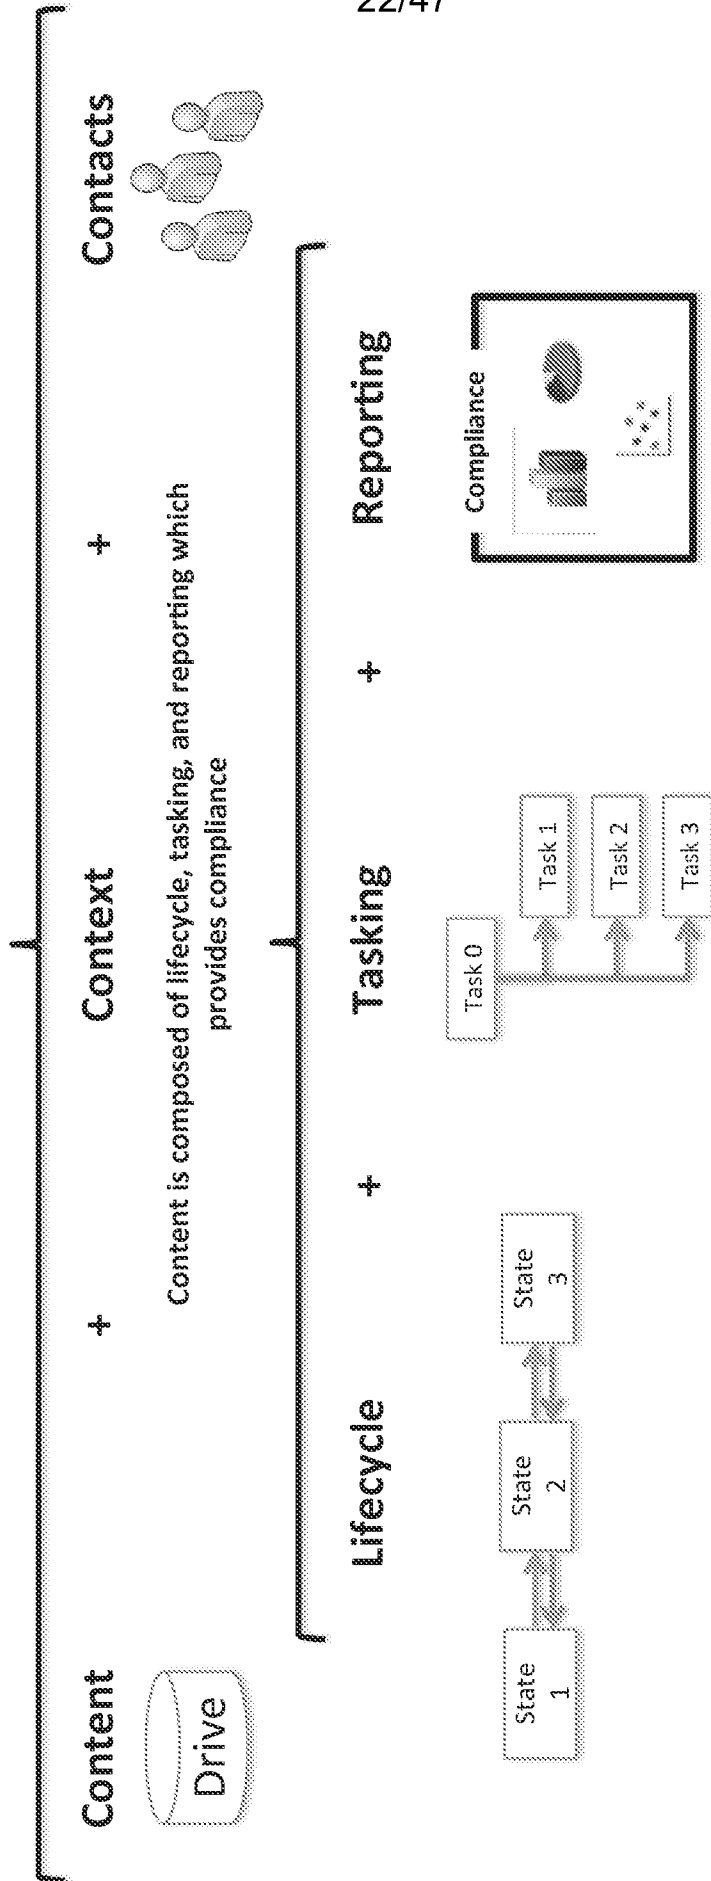 22/47
Content + Context + Contacts
Drive
Content is composed of lifecycle, tasking, and reporting which
provides compliance
Lifecycle + Tasking + Reporting
State
1
State
2
State
3
Task 0
Task 1
Task 2
Task 3
Compliance